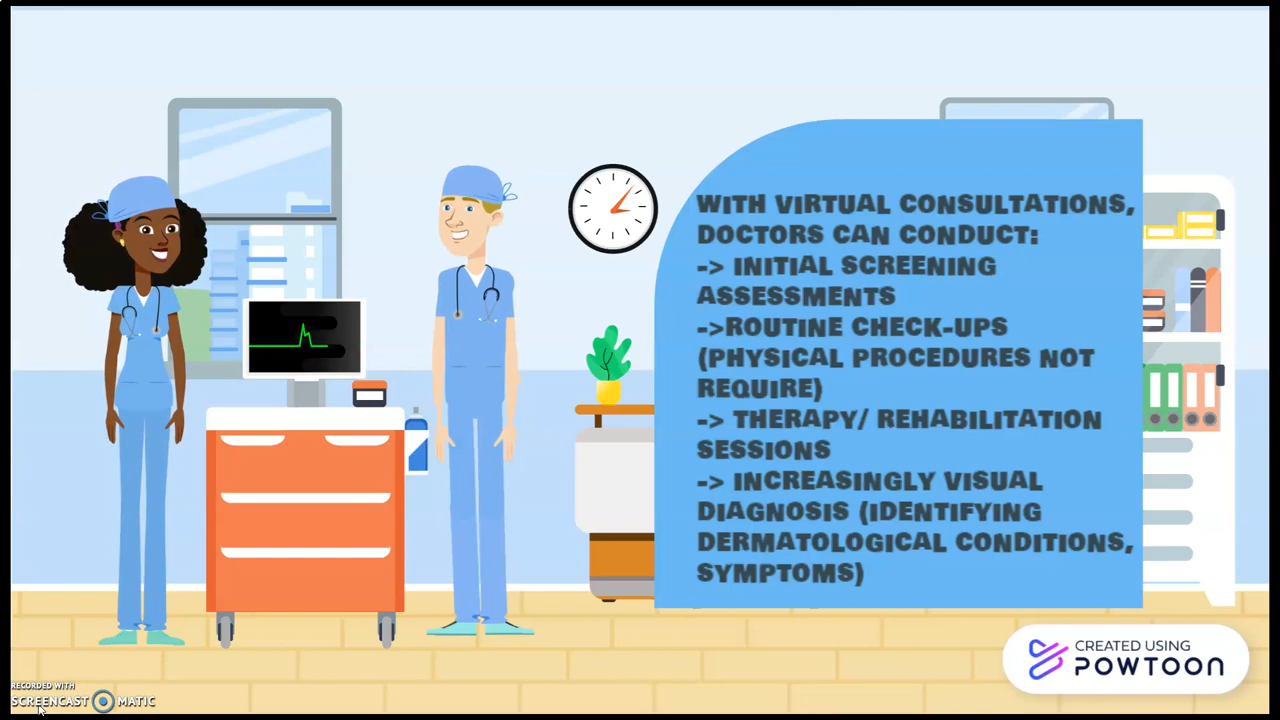 WITH VIRTUAL CONSULTATIONS,
DOCTORS CAN CONDUCT:
-> INITIAL SCREENING
ASSESSMENTS
->ROUTINE CHECK-UPS
(PHYSICAL PROCEDURES NOT
REQUIRE)
-> THERAPY/ REHABILITATION
SESSIONS
-> INCREASINGLY VISUAL
DIAGNOSIS (IDENTIFYING
DERMATOLOGICAL CONDITIONS,
SYMPTOMS)
CREATED USING
POWTOON
RECORDED WITH
SCREENCAST MATIC